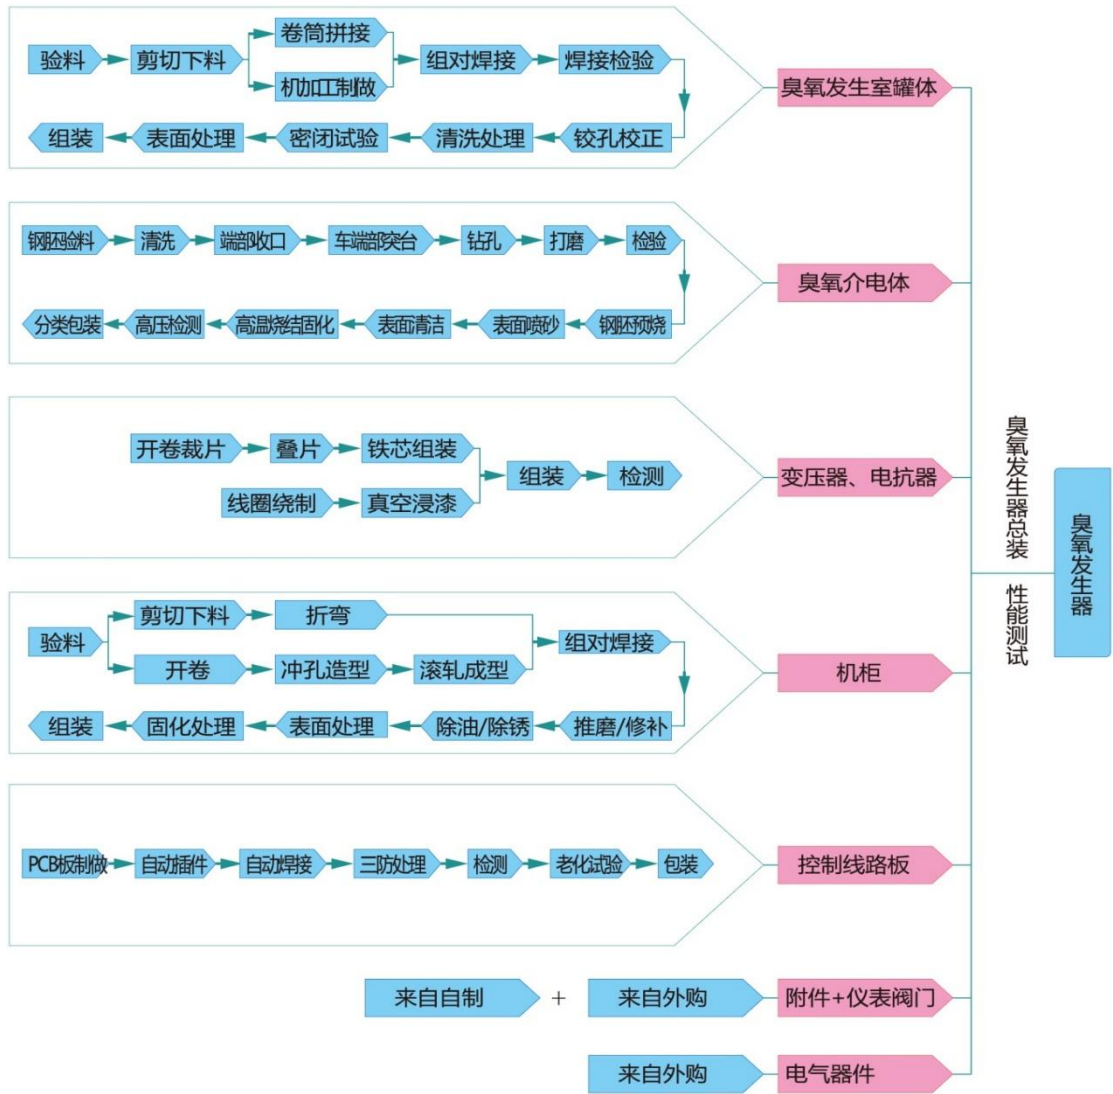 验料
剪切下料
卷筒拼接
机加工制做
组对焊接
焊接检验
铰孔校正
清洗处理
密闭试验
表面处理
组装
臭氧发生室罐体
钢胚验料
清洗
端部收口
车端部突台
钻孔
打磨
检验
钢胚预烧
表面喷砂
表面清洁
高温烧结固化
高压检测
分类包装
臭氧介电体
开卷裁片
叠片
铁芯组装
线圈绕制
真空浸漆
组装
检测
变压器、电抗器
验料
剪切下料
折弯
开卷
冲孔造型
滚轧成型
组对焊接
推磨/修补
除油/除锈
表面处理
固化处理
组装
机柜
PCB板制做
自动插件
自动焊接
三防处理
检测
老化试验
包装
控制线路板
来自自制
+
来自外购
附件+仪表阀门
来自外购
电气器件
臭氧发生器总装
性能测试
臭氧发生器